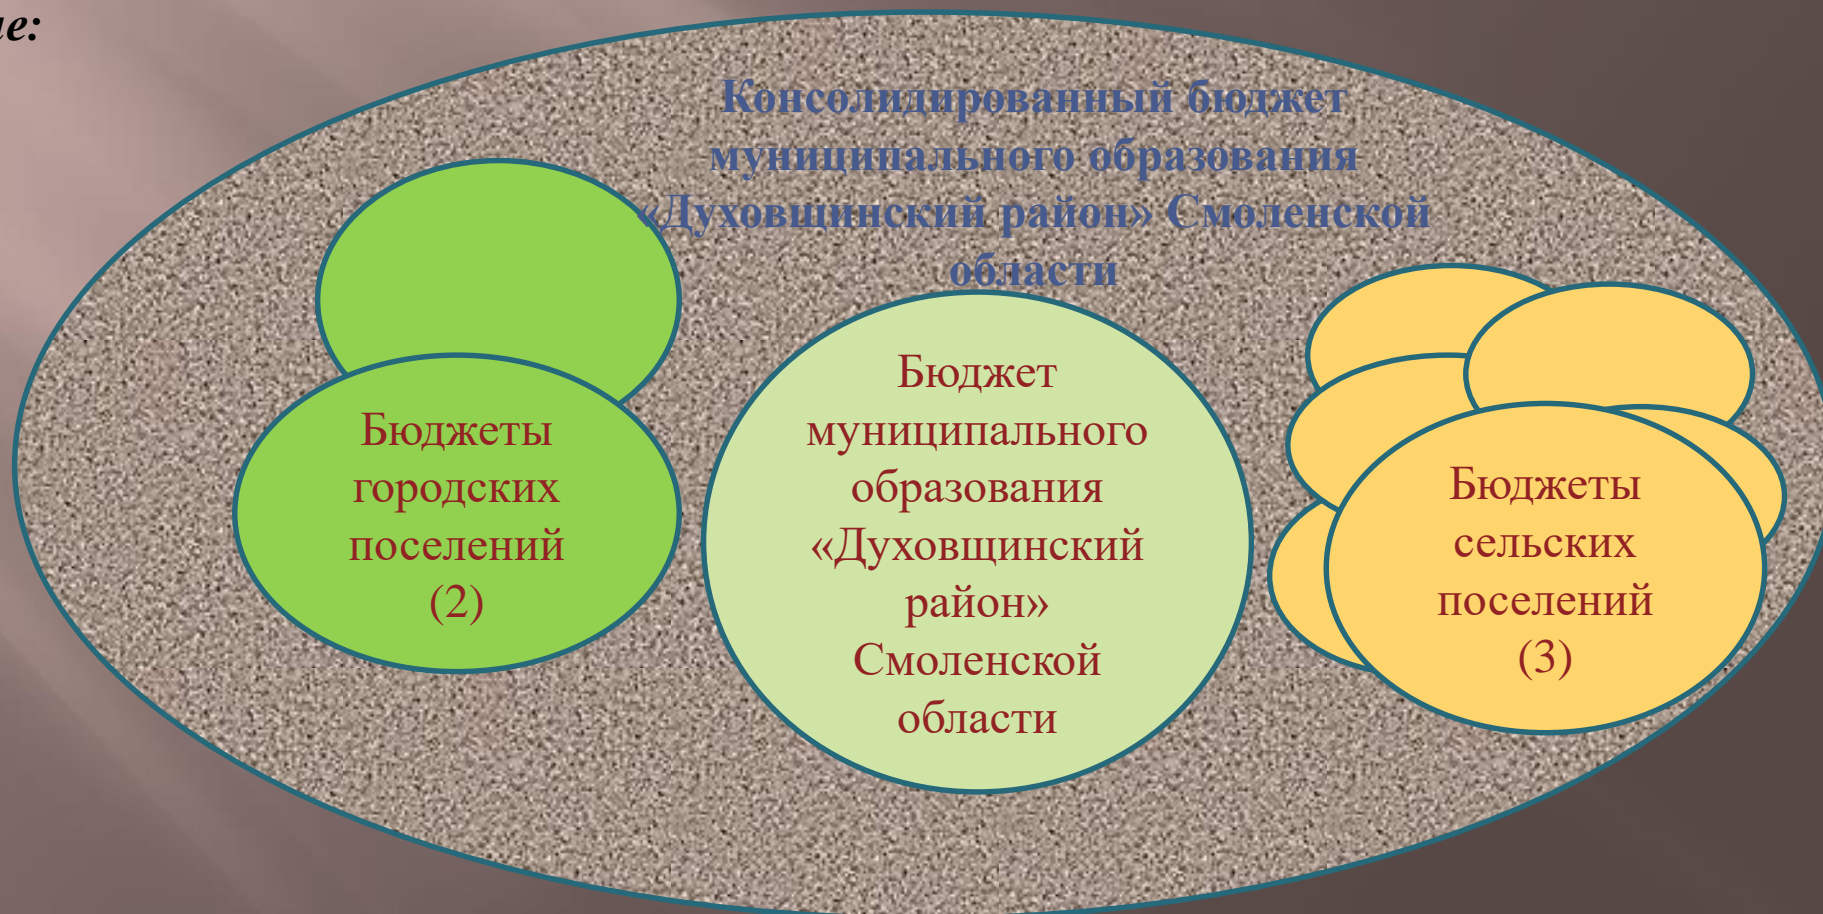 Консолидированный бюджет
муниципального образования
«Духовщинский район» Смоленской
области
Бюджеты
городских
поселений
(2)
Бюджет
муниципального
образования
«Духовщинский
район»
Смоленской
области
Бюджеты
сельских
поселений
(3)